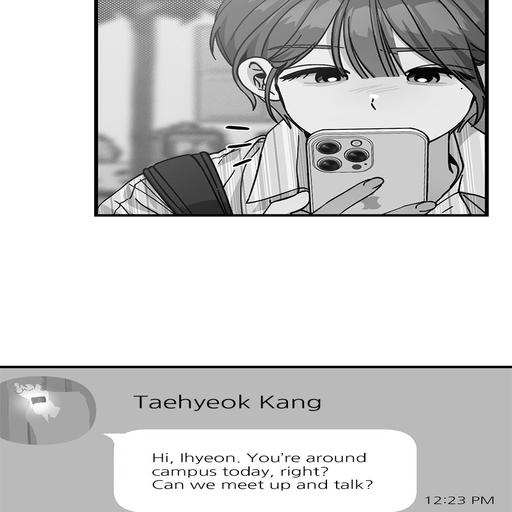 Taehyeok Kang
Hi, Ihyeon. You're around
campus today, right?
Can we meet up and talk?
12:23 PM